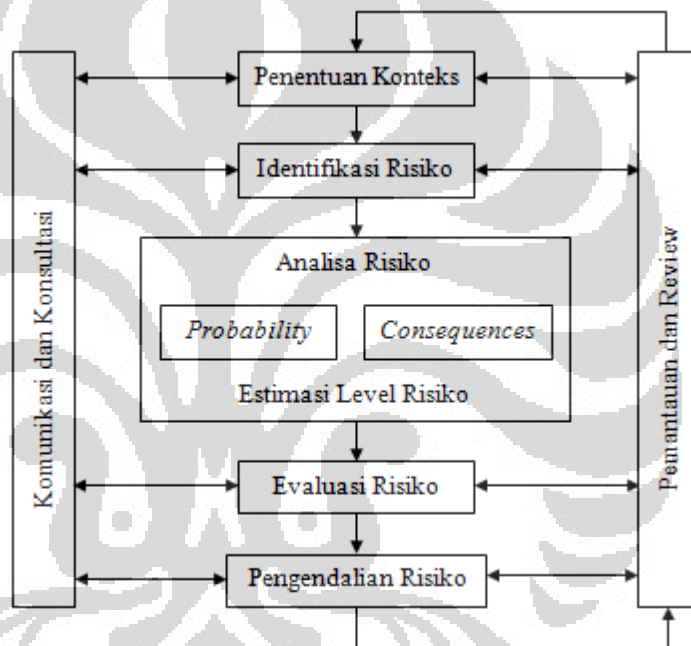 Penentuan Konteks
Identifikasi Risiko
Komunikasi dan Konsultasi
Analisa Risiko
Probability
Consequences
Estimasi Level Risiko
Pemantauan dan Review
Evaluasi Risiko
Pengendalian Risiko